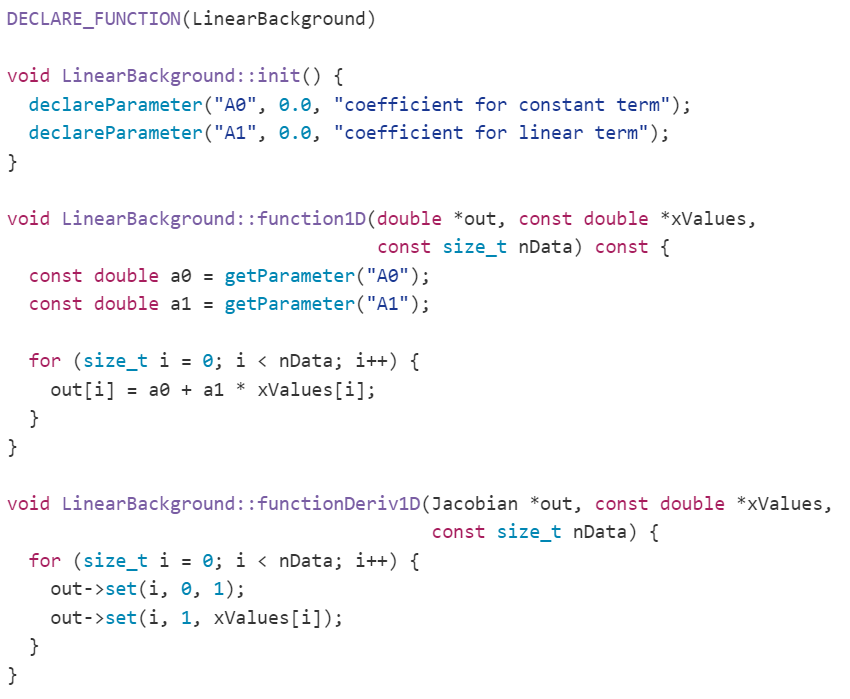 DECLARE_FUNCTION(LinearBackground)

void LinearBackground::init() {
  declareParameter("A0", 0.0, "coefficient for constant term");
  declareParameter("A1", 0.0, "coefficient for linear term");
}

void LinearBackground::function1D(double *out, const double *xValues,
                                  const size_t nData) const {
  const double a0 = getParameter("A0");
  const double a1 = getParameter("A1");

  for (size_t i = 0; i < nData; i++) {
    out[i] = a0 + a1 * xValues[i];
  }
}

void LinearBackground::functionDeriv1D(Jacobian *out, const double *xValues,
                                       const size_t nData) {
  for (size_t i = 0; i < nData; i++) {
    out->set(i, 0, 1);
    out->set(i, 1, xValues[i]);
  }
}